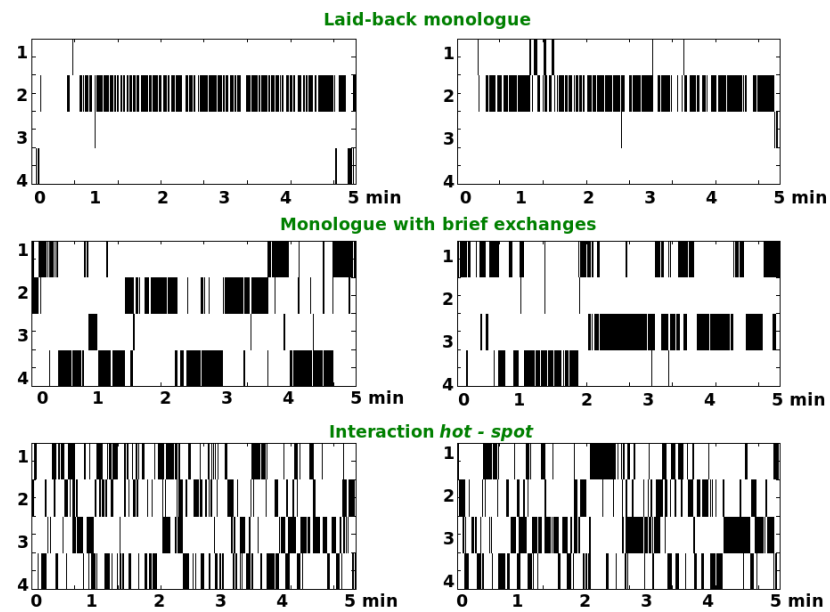 Laid-back monologue
1 1
2 2
3 3
4 4
0 1 2 3 4 5 min 0 1 2 3 4 5 min
Monologue with brief exchanges
1 1
2 2
3 3
4 4
0 1 2 3 4 5 min 0 1 2 3 4 5 min
Interaction hot - spot
1 1
2 2
3 3
4 4
0 1 2 3 4 5 min 0 1 2 3 4 5 min